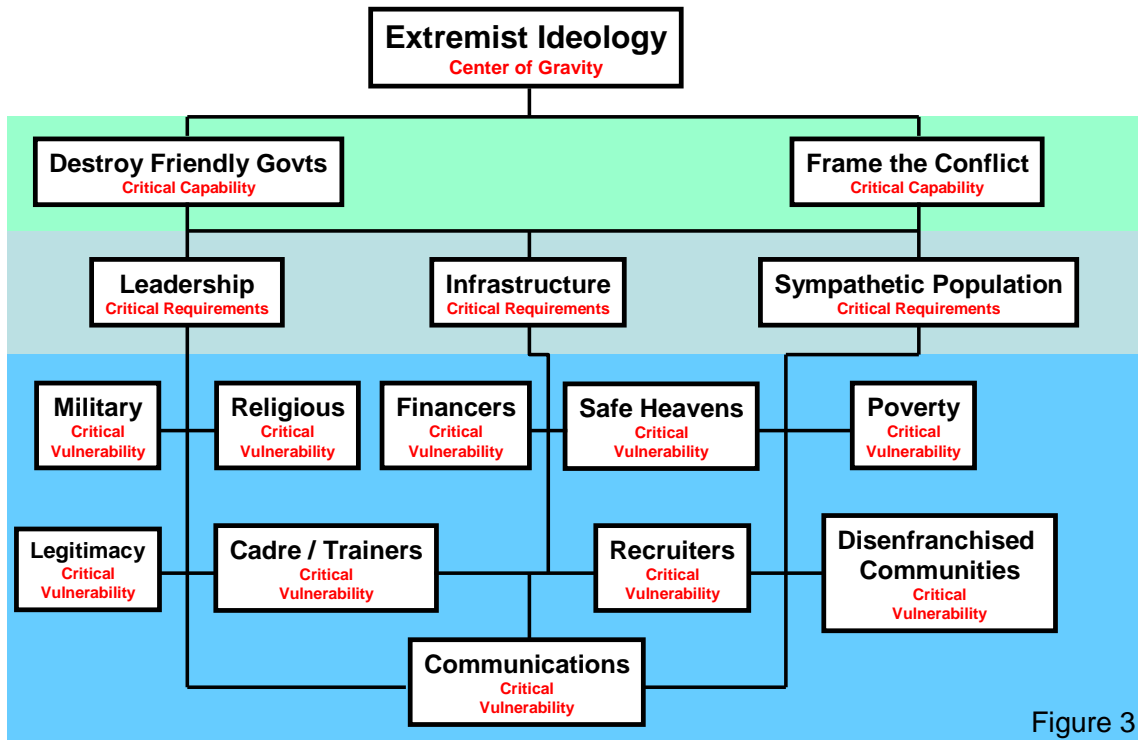 Extremist Ideology
Center of Gravity
Destroy Friendly Govts
Critical Capability
Frame the Conflict
Critical Capability
Leadership
Critical Requirements
Infrastructure
Critical Requirements
Sympathetic Population
Critical Requirements
Military
Critical
Vulnerability
Religious
Critical
Vulnerability
Financers
Critical
Vulnerability
Safe Heavens
Critical
Vulnerability
Poverty
Critical
Vulnerability
Legitimacy
Critical
Vulnerability
Cadre / Trainers
Critical
Vulnerability
Recruiters
Critical
Vulnerability
Disenfranchised
Communities
Critical
Vulnerability
Communications
Critical
Vulnerability
Figure 3